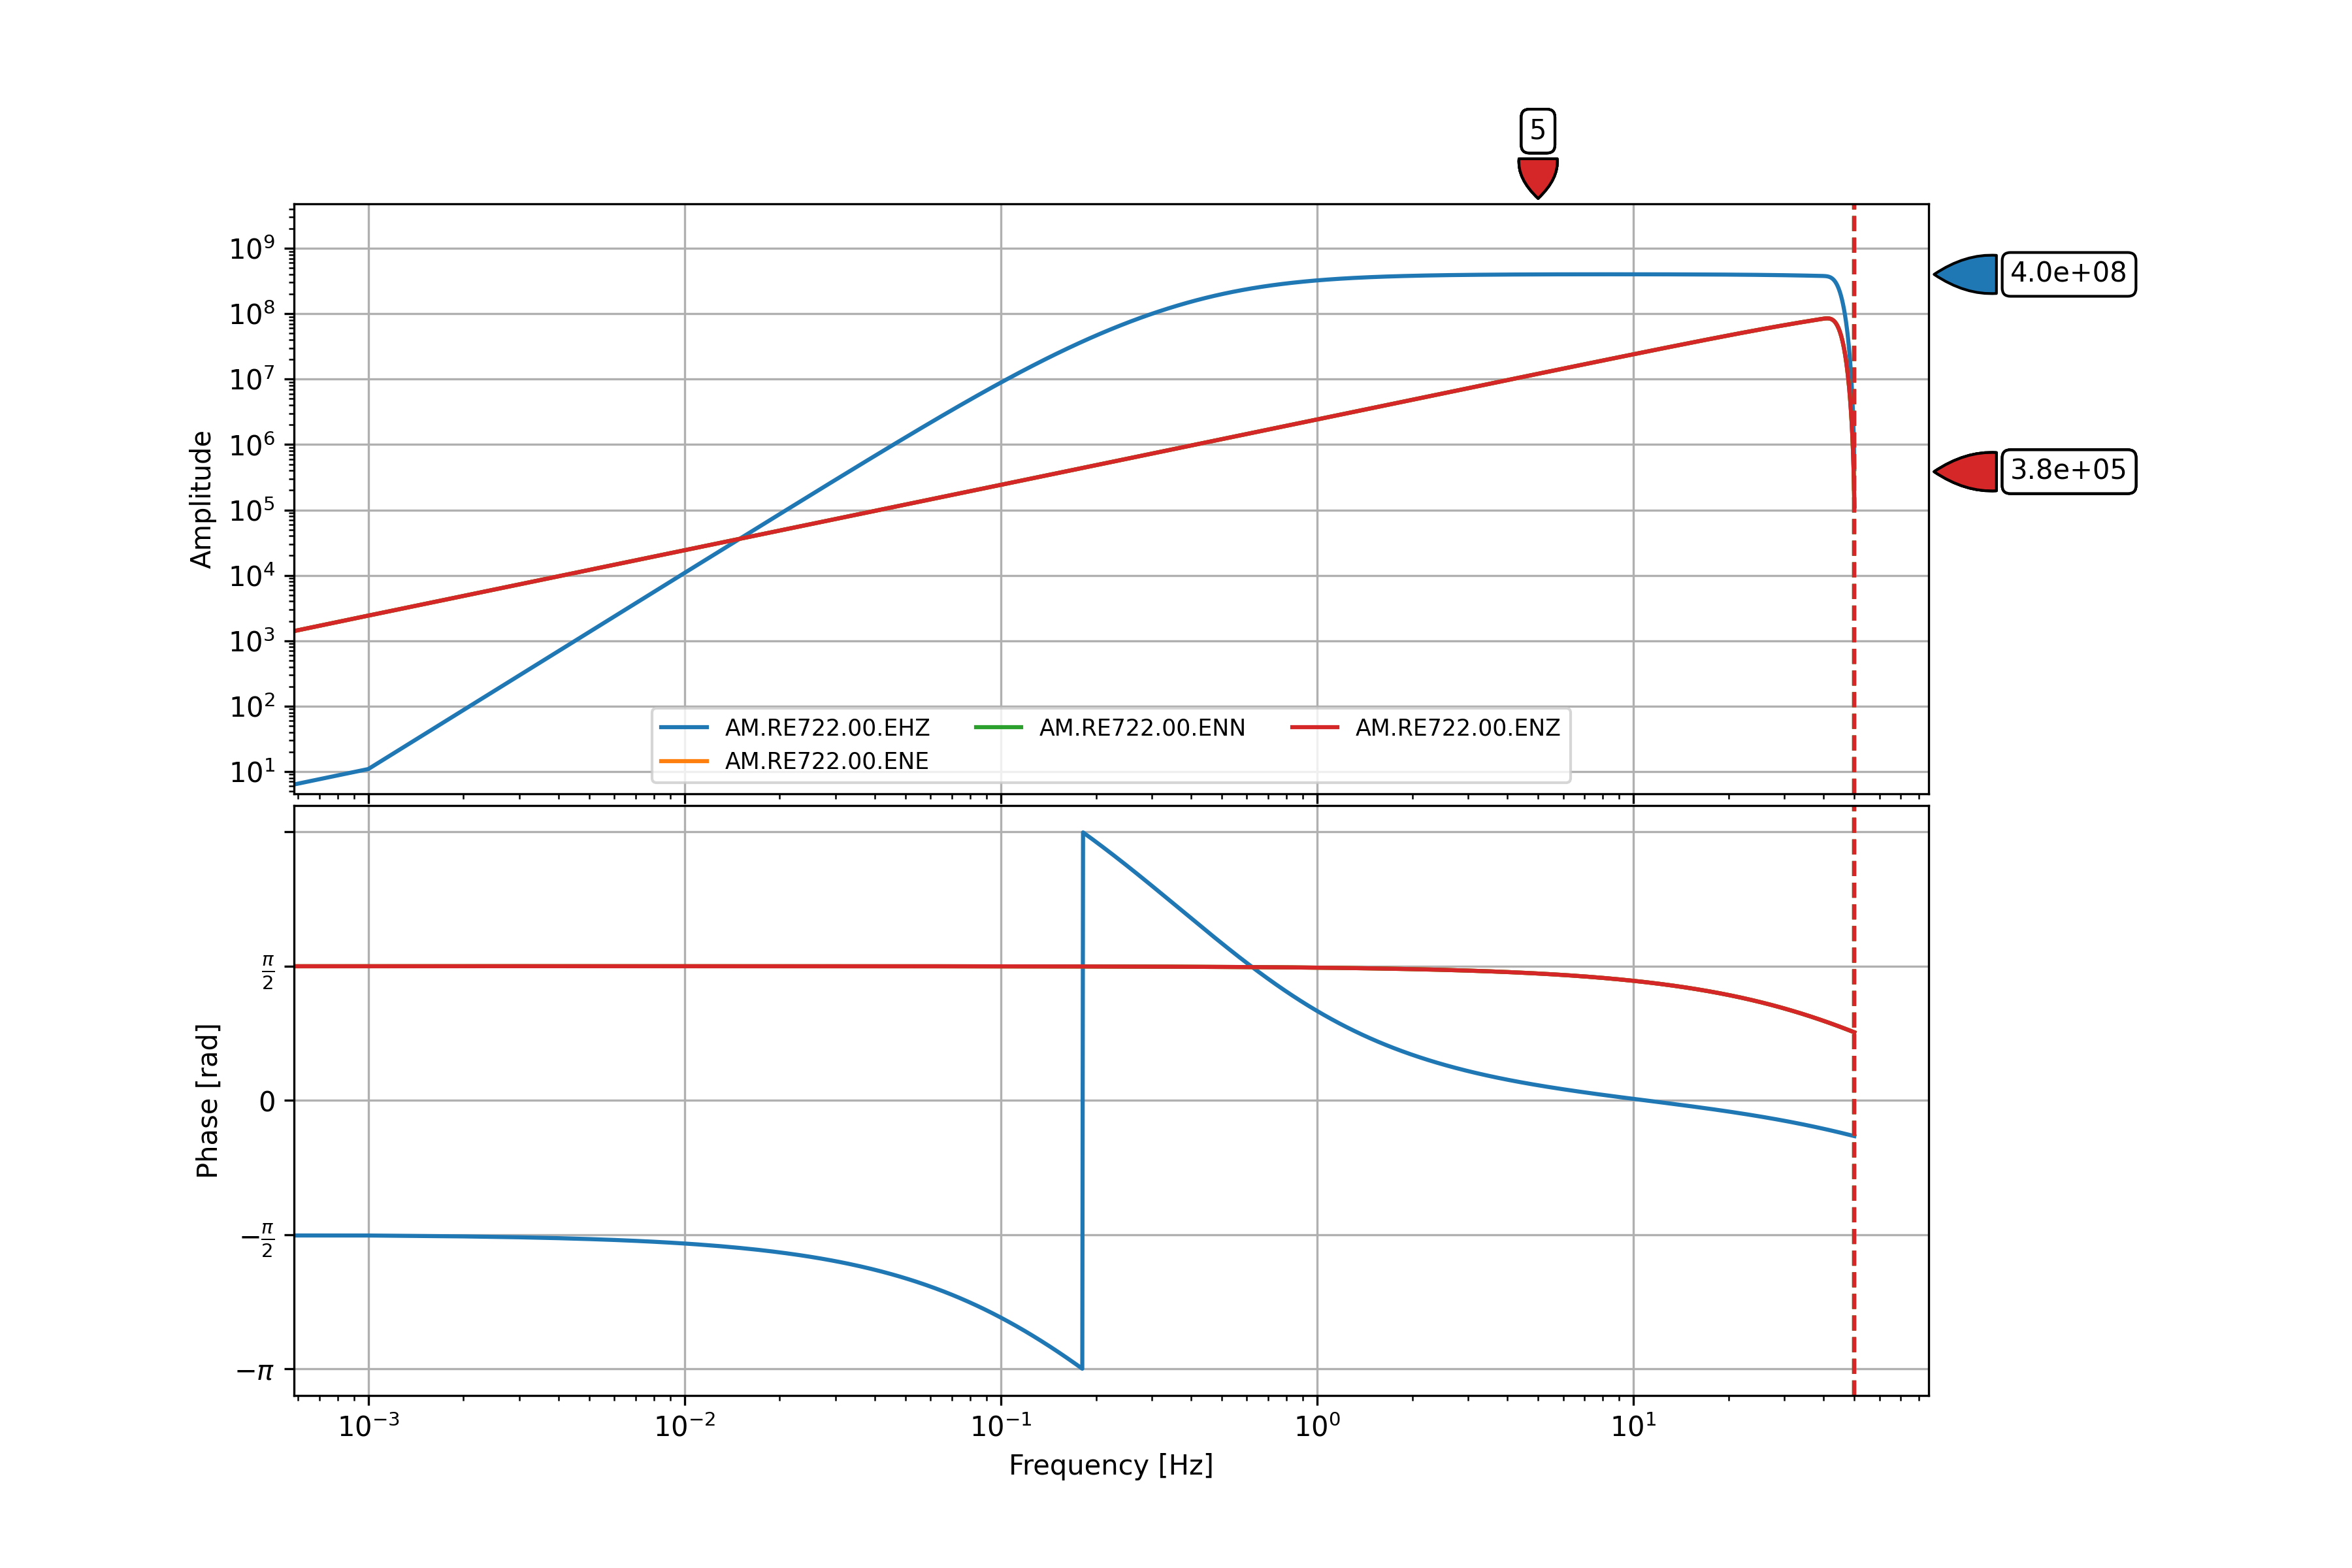 5
10⁹
10⁸
10⁷
10⁶
10⁵
10⁴
10³
10²
10¹
Amplitude
4.0e+08
3.8e+05
AM.RE722.00.EHZ AM.RE722.00.ENN AM.RE722.00.ENZ
AM.RE722.00.ENE
π/2
0
−π/2
−π
Phase [rad]
10⁻³ 10⁻² 10⁻¹ 10⁰ 10¹
Frequency [Hz]